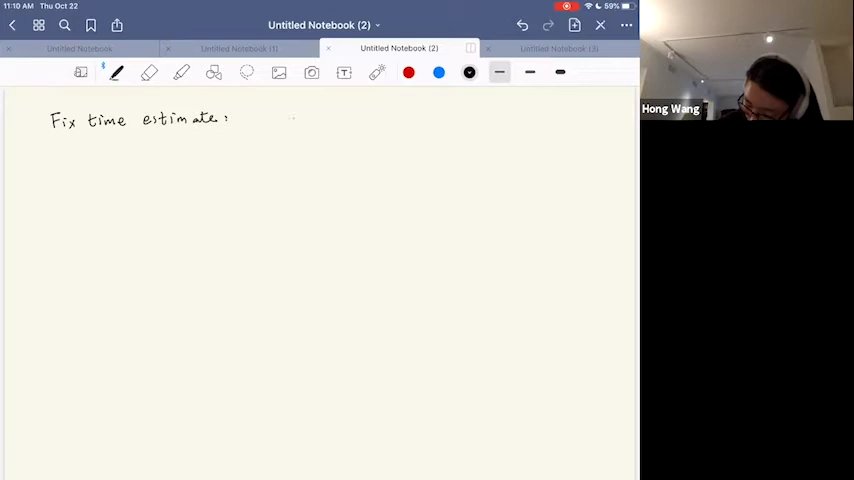 11:10 AM Thu Oct 22
59%
Untitled Notebook (2)
Untitled Notebook
Untitled Notebook (1)
Untitled Notebook (2)
Untitled Notebook (3)
Hong Wang
Fix time estimate: